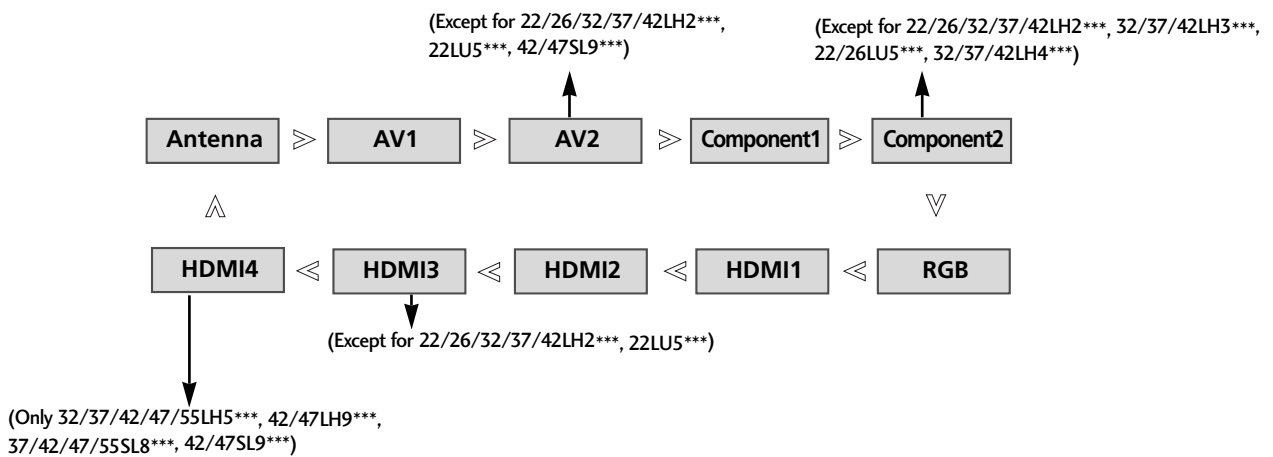 (Except for 22/26/32/37/42LH2***,
22LU5***, 42/47SL9***)
(Except for 22/26/32/37/42LH2***, 32/37/42LH3***,
22/26LU5***, 32/37/42LH4***)
Antenna
AV1
AV2
Component1
Component2
HDMI4
HDMI3
HDMI2
HDMI1
RGB
(Except for 22/26/32/37/42LH2***, 22LU5***)
(Only 32/37/42/47/55LH5***, 42/47LH9***,
37/42/47/55SL8***, 42/47SL9***)